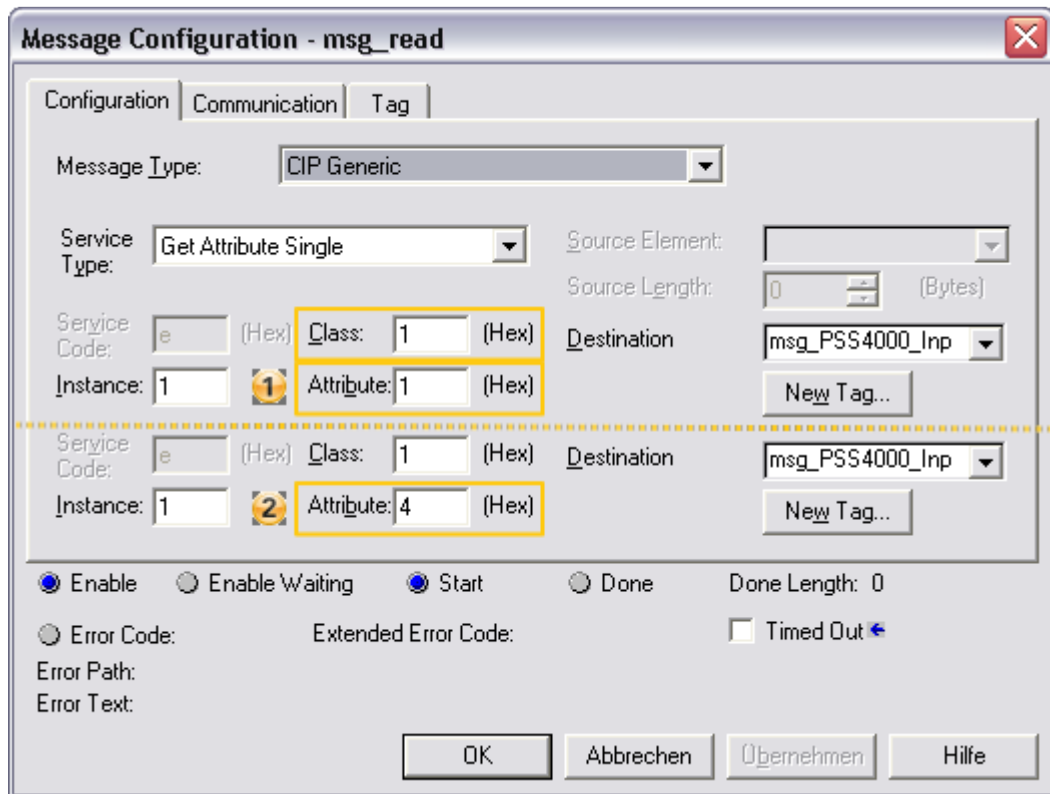 Message Configuration - msg_read
Configuration Communication Tag
Message Type: CIP Generic
Service Type: Get Attribute Single Source Element:
Source Length: 0 (Bytes)
Service Code: e (Hex) Class: 1 (Hex) Destination msg_PSS4000_Inp
Instance: 1 1 Attribute: 1 (Hex) New Tag...
Service Code: e (Hex) Class: 1 (Hex) Destination msg_PSS4000_Inp
Instance: 1 2 Attribute: 4 (Hex) New Tag...
Enable Enable Waiting Start Done Done Length: 0
Error Code: Extended Error Code: Timed Out
Error Path:
Error Text:
OK Abbrechen Übernehmen Hilfe